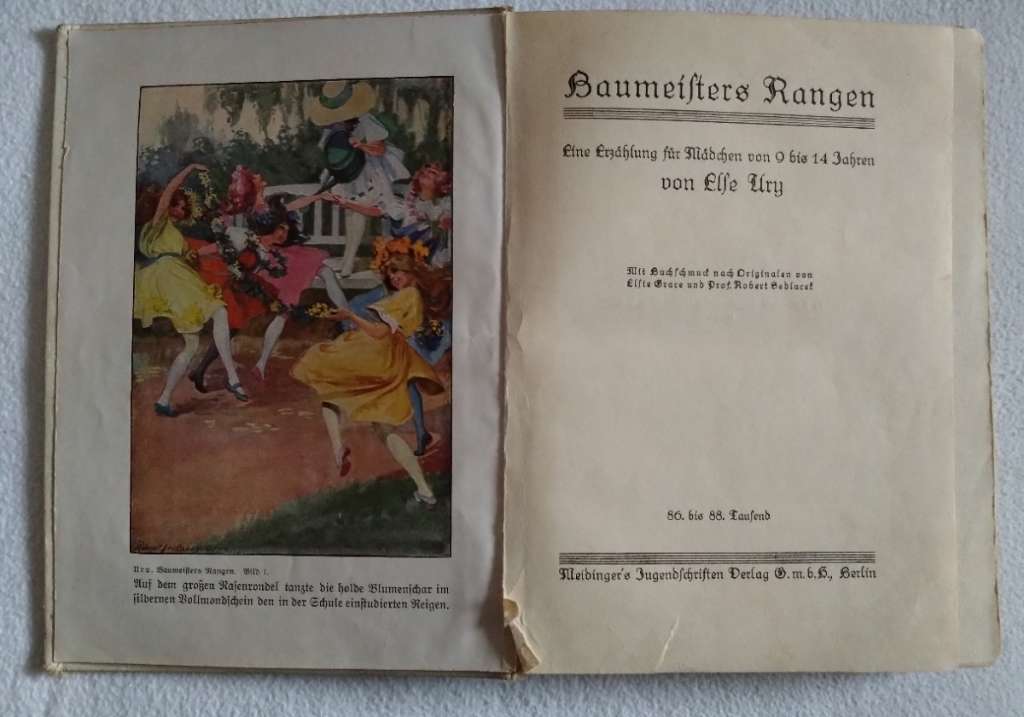 Ury, Baumeisters Rangen. Bild 1.
Auf dem großen Rasenrondel tanzte die holde Blumenschar im
silbernen Vollmondschein den in der Schule einstudierten Reigen.
Baumeisters Rangen
Eine Erzählung für Mädchen von 9 bis 14 Jahren
von Else Ury
Mit Buchschmuck nach Originalen von
Elsie Grace und Prof. Robert Sedlacek
86. bis 88. Tausend
Meidinger's Jugendschriften Verlag G.m.b.H., Berlin